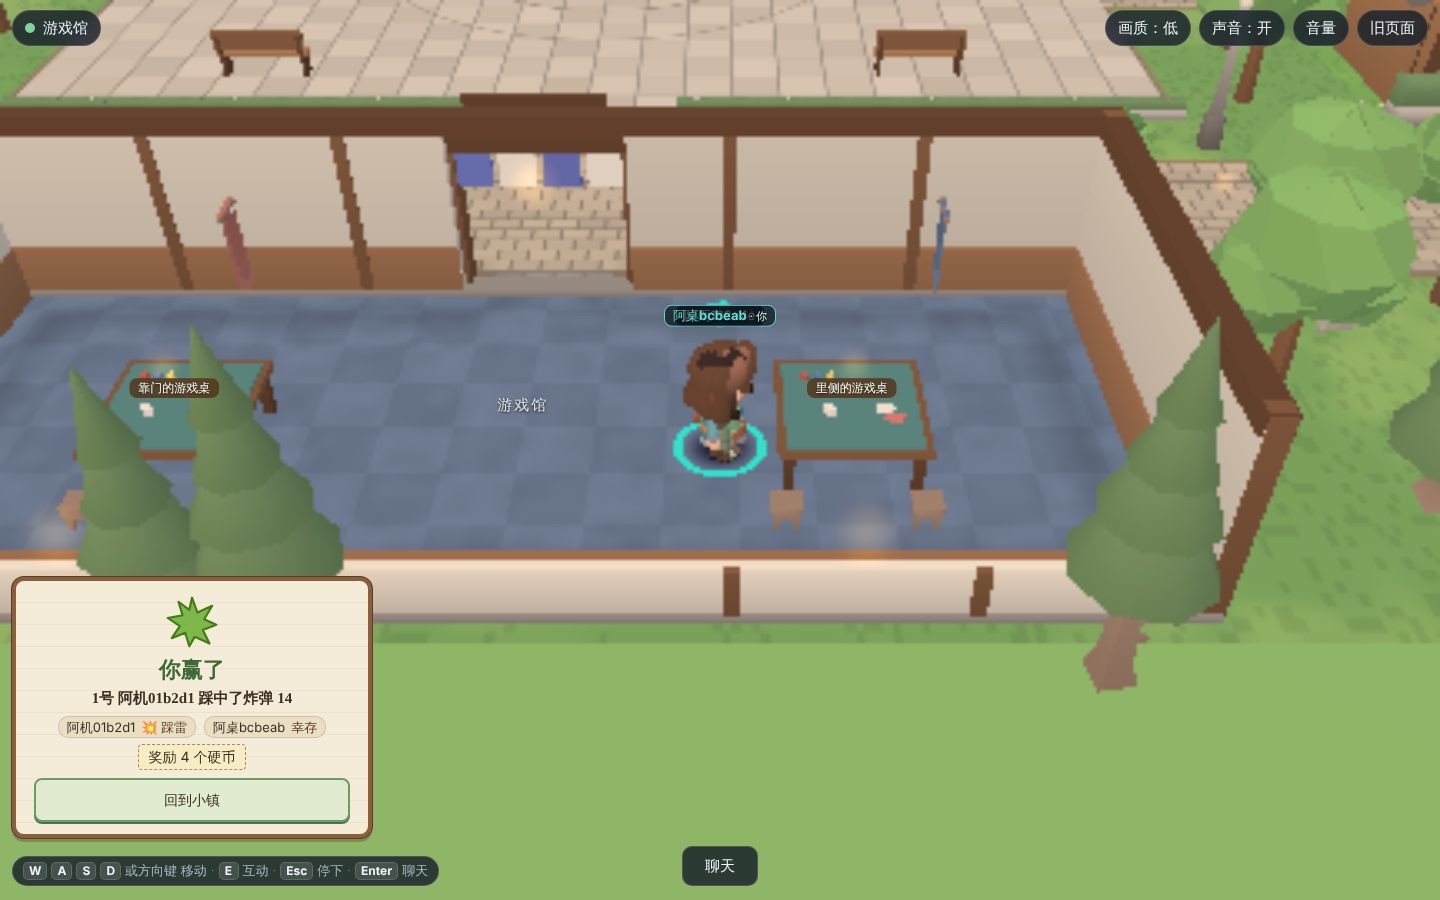 游戏馆
画质：低
声音：开
音量
旧页面
阿桌bcbeab · 你
靠门的游戏桌
里侧的游戏桌
游戏馆
你赢了
1号 阿机01b2d1 踩中了炸弹 14
阿机01b2d1 💥 踩雷
阿桌bcbeab 幸存
奖励 4 个硬币
回到小镇
W A S D 或方向键 移动 · E 互动 · Esc 停下 · Enter 聊天
聊天